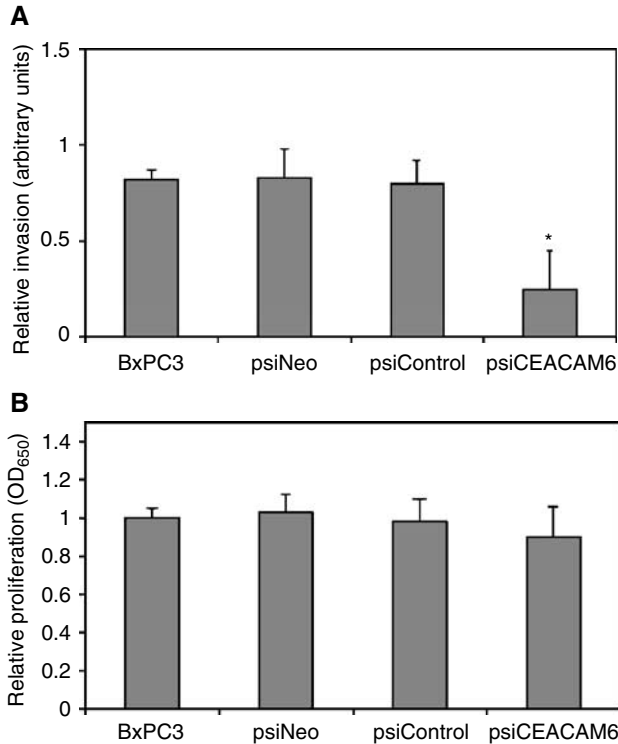 A
Relative invasion (arbitrary units)
1.5
1
0.5
0
*
BxPC3 psiNeo psiControl psiCEACAM6
B
Relative proliferation (OD650)
1.4
1.2
1
0.8
0.6
0.4
0.2
0
BxPC3 psiNeo psiControl psiCEACAM6